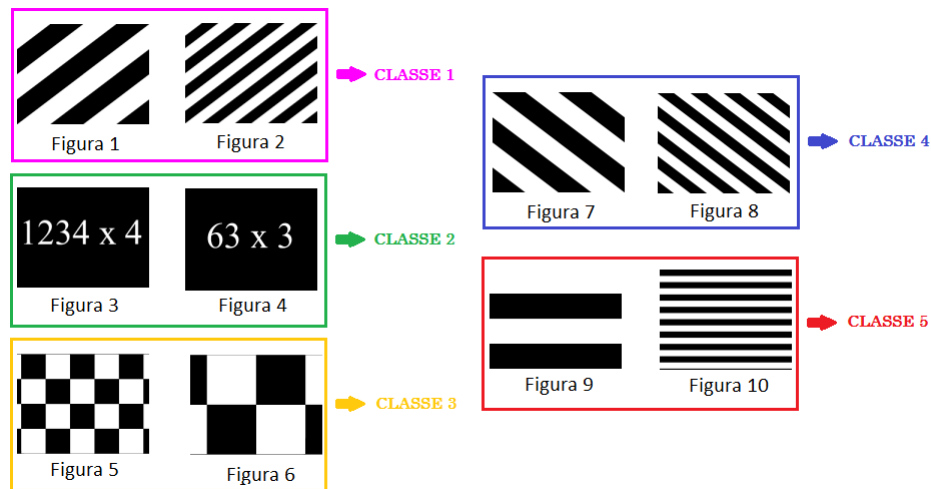 Figura 1
Figura 2
CLASSE 1
1234 x 4
63 x 3
Figura 3
Figura 4
CLASSE 2
Figura 5
Figura 6
CLASSE 3
Figura 7
Figura 8
CLASSE 4
Figura 9
Figura 10
CLASSE 5